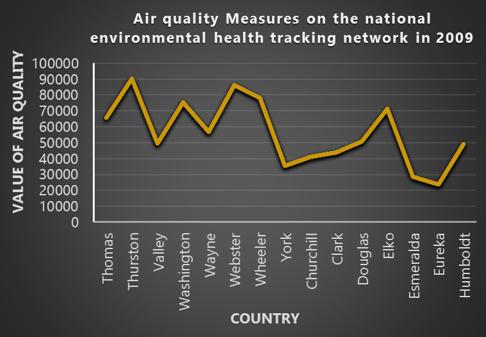 Air quality Measures on the national
environmental health tracking network in 2009
VALUE OF AIR QUALITY
100000
90000
80000
70000
60000
50000
40000
30000
20000
10000
0
Thomas
Thurston
Valley
Washington
Wayne
Webster
Wheeler
York
Churchill
Clark
Douglas
Elko
Esmeralda
Eureka
Humboldt
COUNTRY